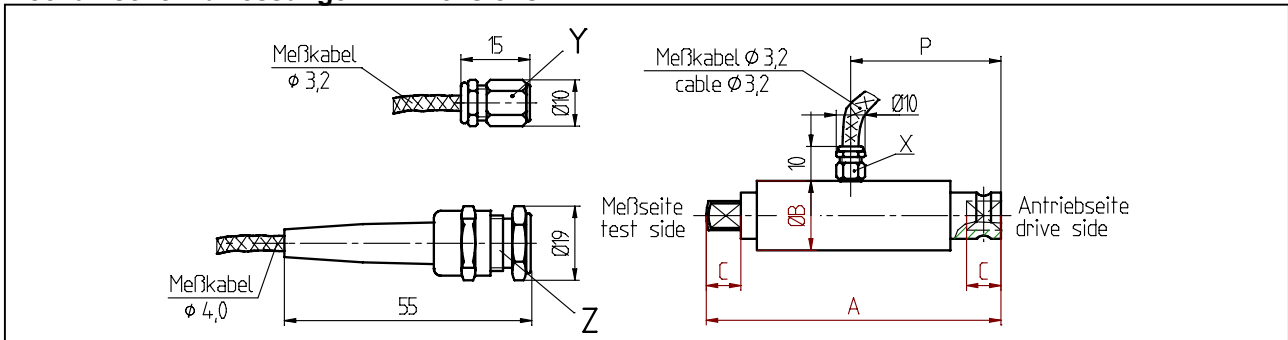 Meßkabel
ϕ 3,2
15
Y
Ø10
Meßkabel
ϕ 4,0
55
Ø19
Z
Meßkabel ϕ 3,2
cable ϕ 3,2
P
Ø10
10
X
Meßseite
test side
ØB
Antriebseite
drive side
C
C
A